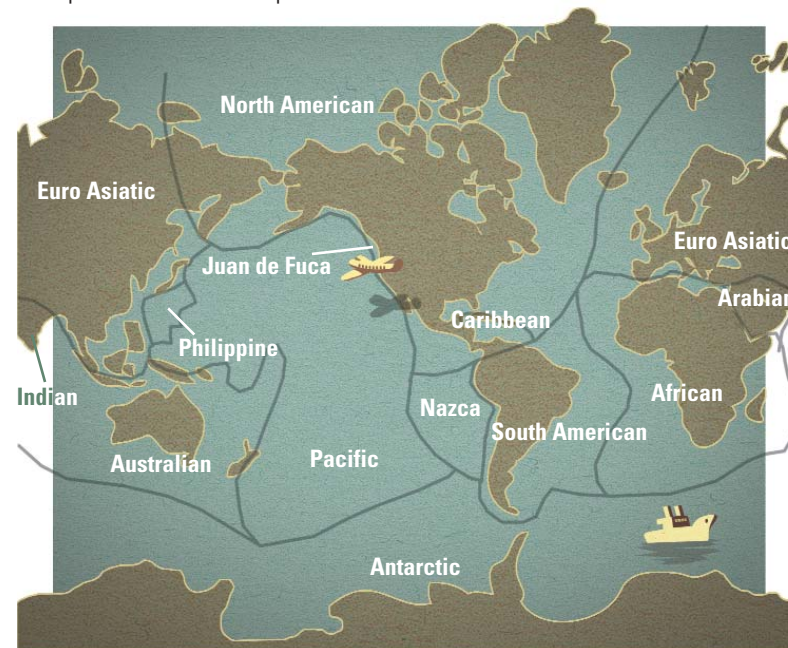 North American
Euro Asiatic
Euro Asiatic
Juan de Fuca
Arabian
Caribbean
Philippine
Indian
African
Nazca
South American
Australian
Pacific
Antarctic